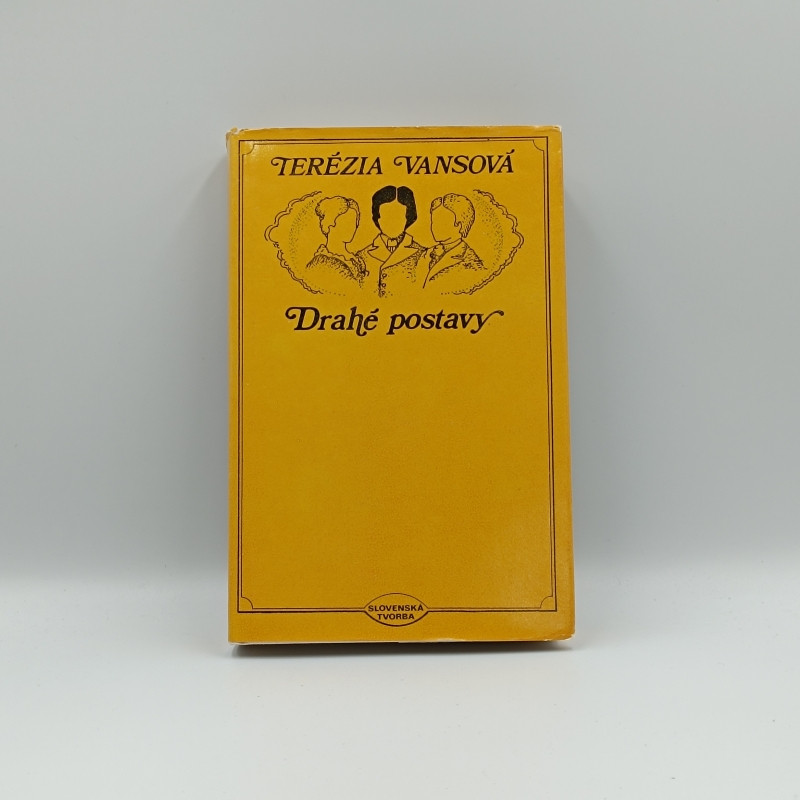 TERÉZIA VANSOVÁ
Drahé postavy
SLOVENSKÁ
TVORBA